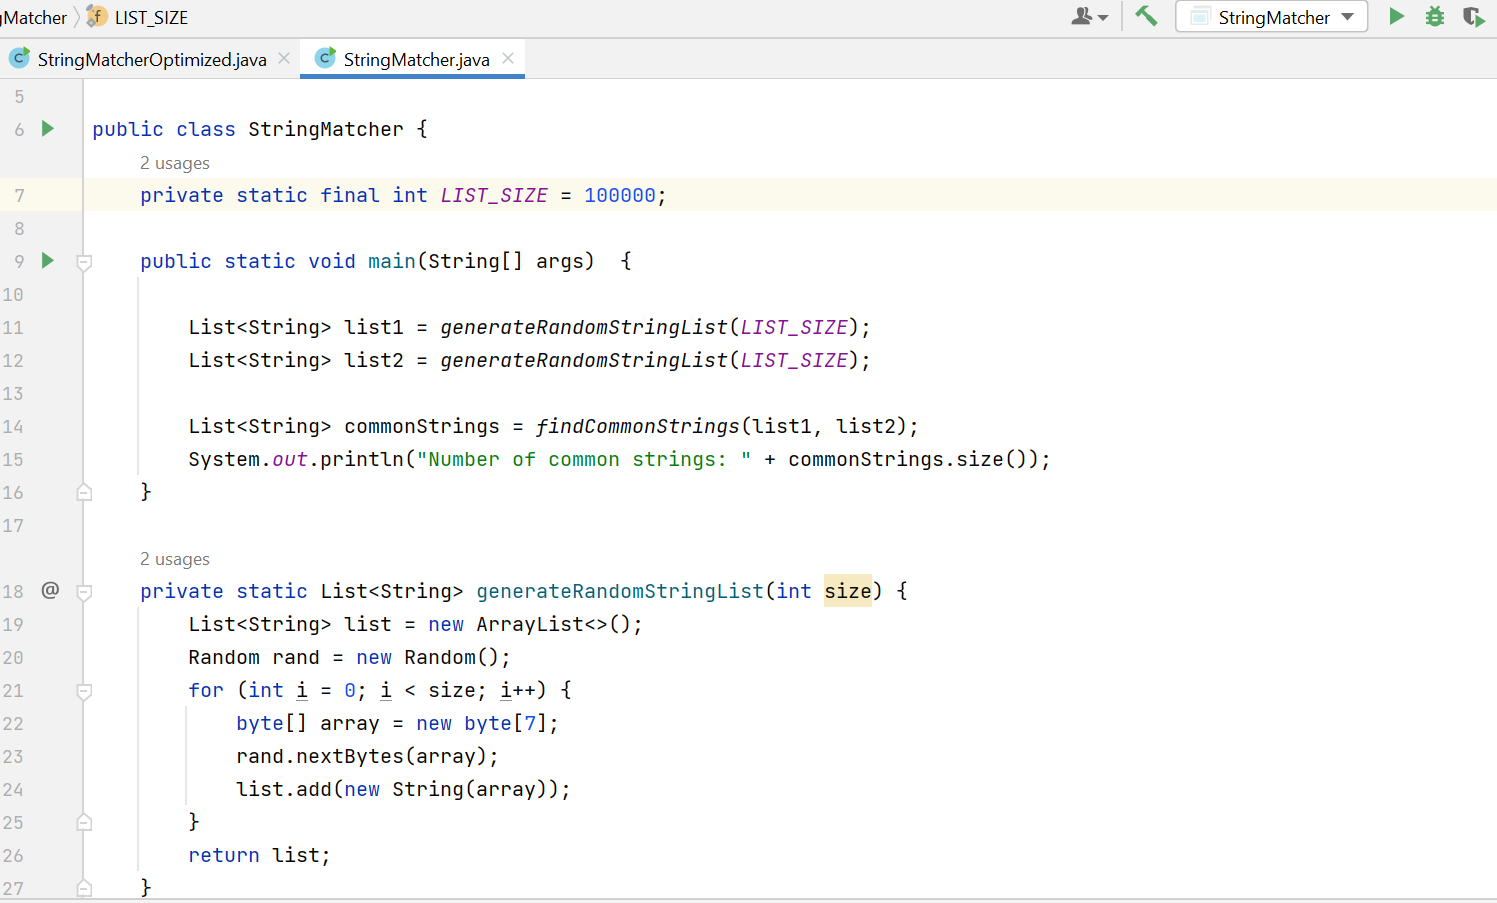 Matcher LIST_SIZE StringMatcher
StringMatcherOptimized.java StringMatcher.java
5
6 public class StringMatcher {
2 usages
7 private static final int LIST_SIZE = 100000;
8
9 public static void main(String[] args)  {
10
11 List<String> list1 = generateRandomStringList(LIST_SIZE);
12 List<String> list2 = generateRandomStringList(LIST_SIZE);
13
14 List<String> commonStrings = findCommonStrings(list1, list2);
15 System.out.println("Number of common strings: " + commonStrings.size());
16 }
17
2 usages
18 @ private static List<String> generateRandomStringList(int size) {
19 List<String> list = new ArrayList<>();
20 Random rand = new Random();
21 for (int i = 0; i < size; i++) {
22 byte[] array = new byte[7];
23 rand.nextBytes(array);
24 list.add(new String(array));
25 }
26 return list;
27 }